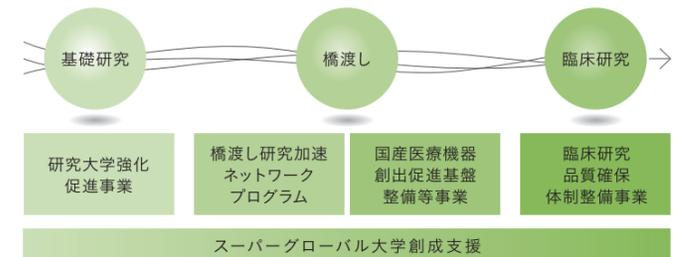 基礎研究
橋渡し
臨床研究
研究大学強化
促進事業
橋渡し研究加速
ネットワーク
プログラム
国産医療機器
創出促進基盤
整備等事業
臨床研究
品質確保
体制整備事業
スーパーグローバル大学創成支援